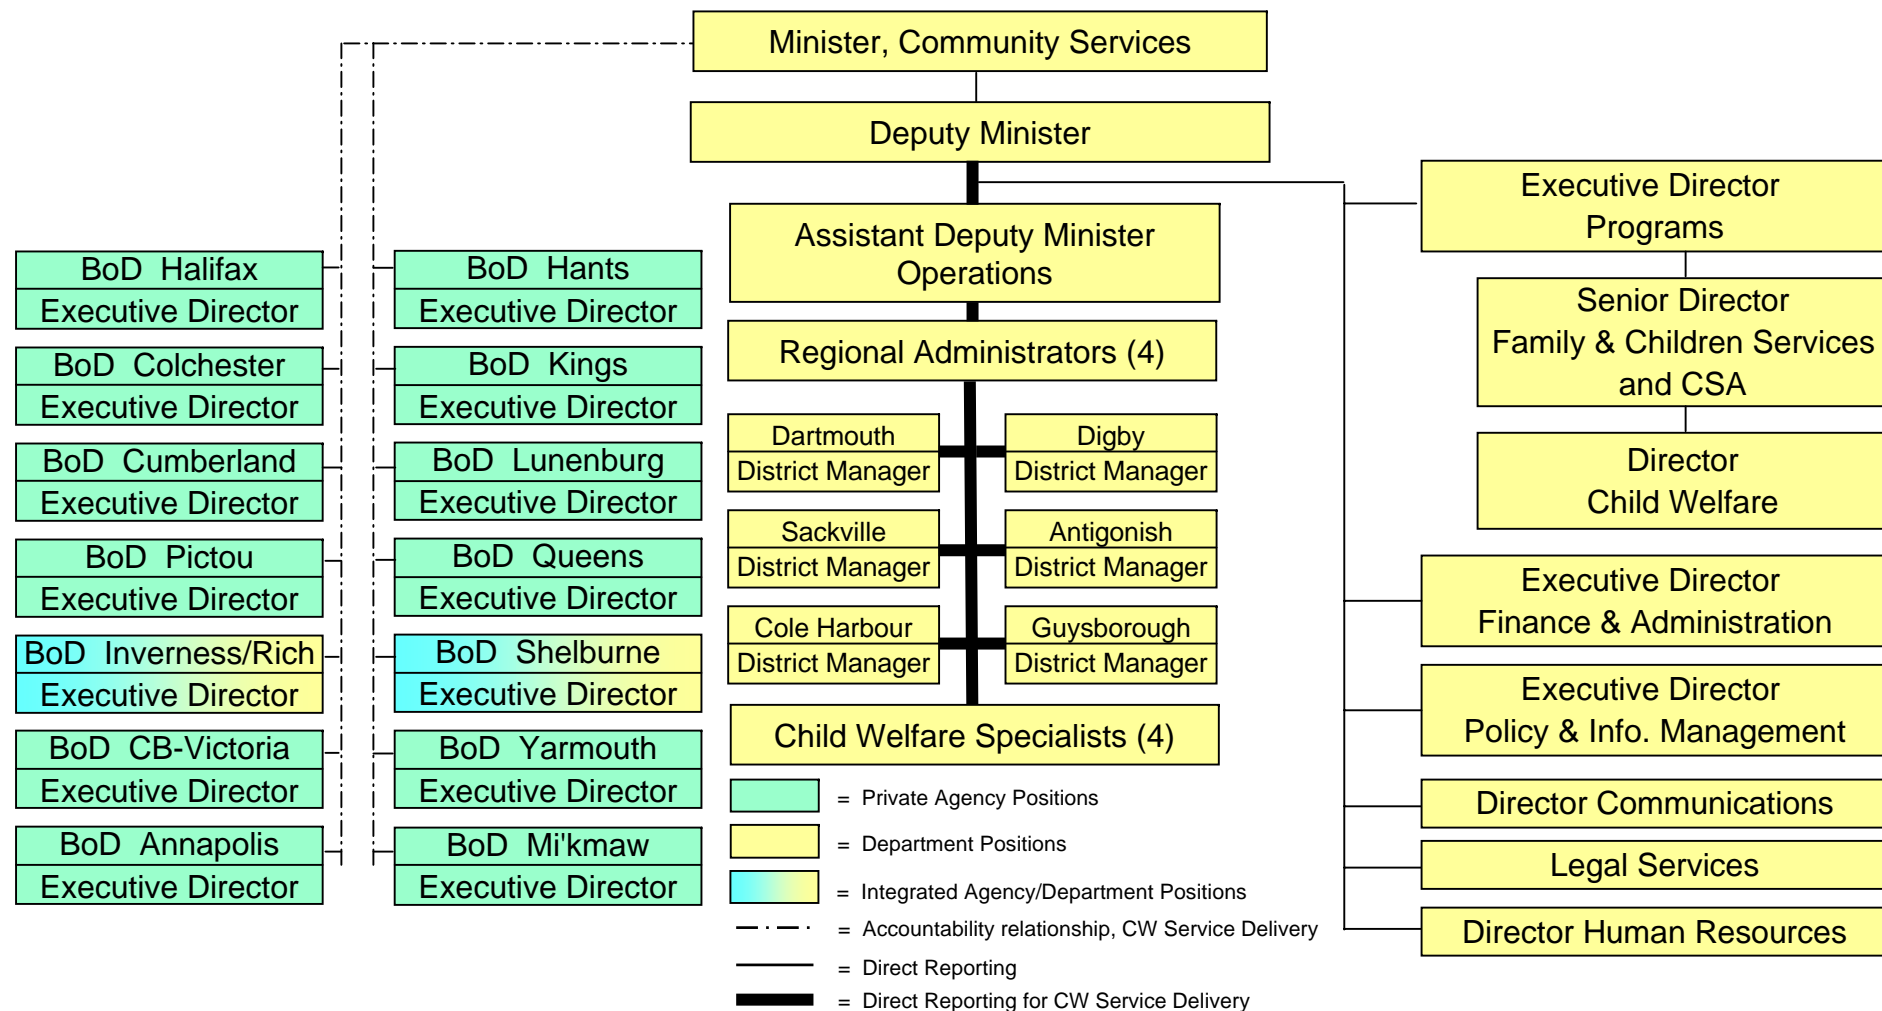 Minister, Community Services
Deputy Minister
Assistant Deputy Minister
Operations
Regional Administrators (4)
Dartmouth
District Manager
Digby
District Manager
Sackville
District Manager
Antigonish
District Manager
Cole Harbour
District Manager
Guysborough
District Manager
Child Welfare Specialists (4)
BoD Halifax
Executive Director
BoD Colchester
Executive Director
BoD Cumberland
Executive Director
BoD Pictou
Executive Director
BoD Inverness/Rich
Executive Director
BoD CB-Victoria
Executive Director
BoD Annapolis
Executive Director
BoD Hants
Executive Director
BoD Kings
Executive Director
BoD Lunenburg
Executive Director
BoD Queens
Executive Director
BoD Shelburne
Executive Director
BoD Yarmouth
Executive Director
BoD Mi'kmaw
Executive Director
Executive Director
Programs
Senior Director
Family & Children Services
and CSA
Director
Child Welfare
Executive Director
Finance & Administration
Executive Director
Policy & Info. Management
Director Communications
Legal Services
Director Human Resources
= Private Agency Positions
= Department Positions
= Integrated Agency/Department Positions
= Accountability relationship, CW Service Delivery
= Direct Reporting
= Direct Reporting for CW Service Delivery